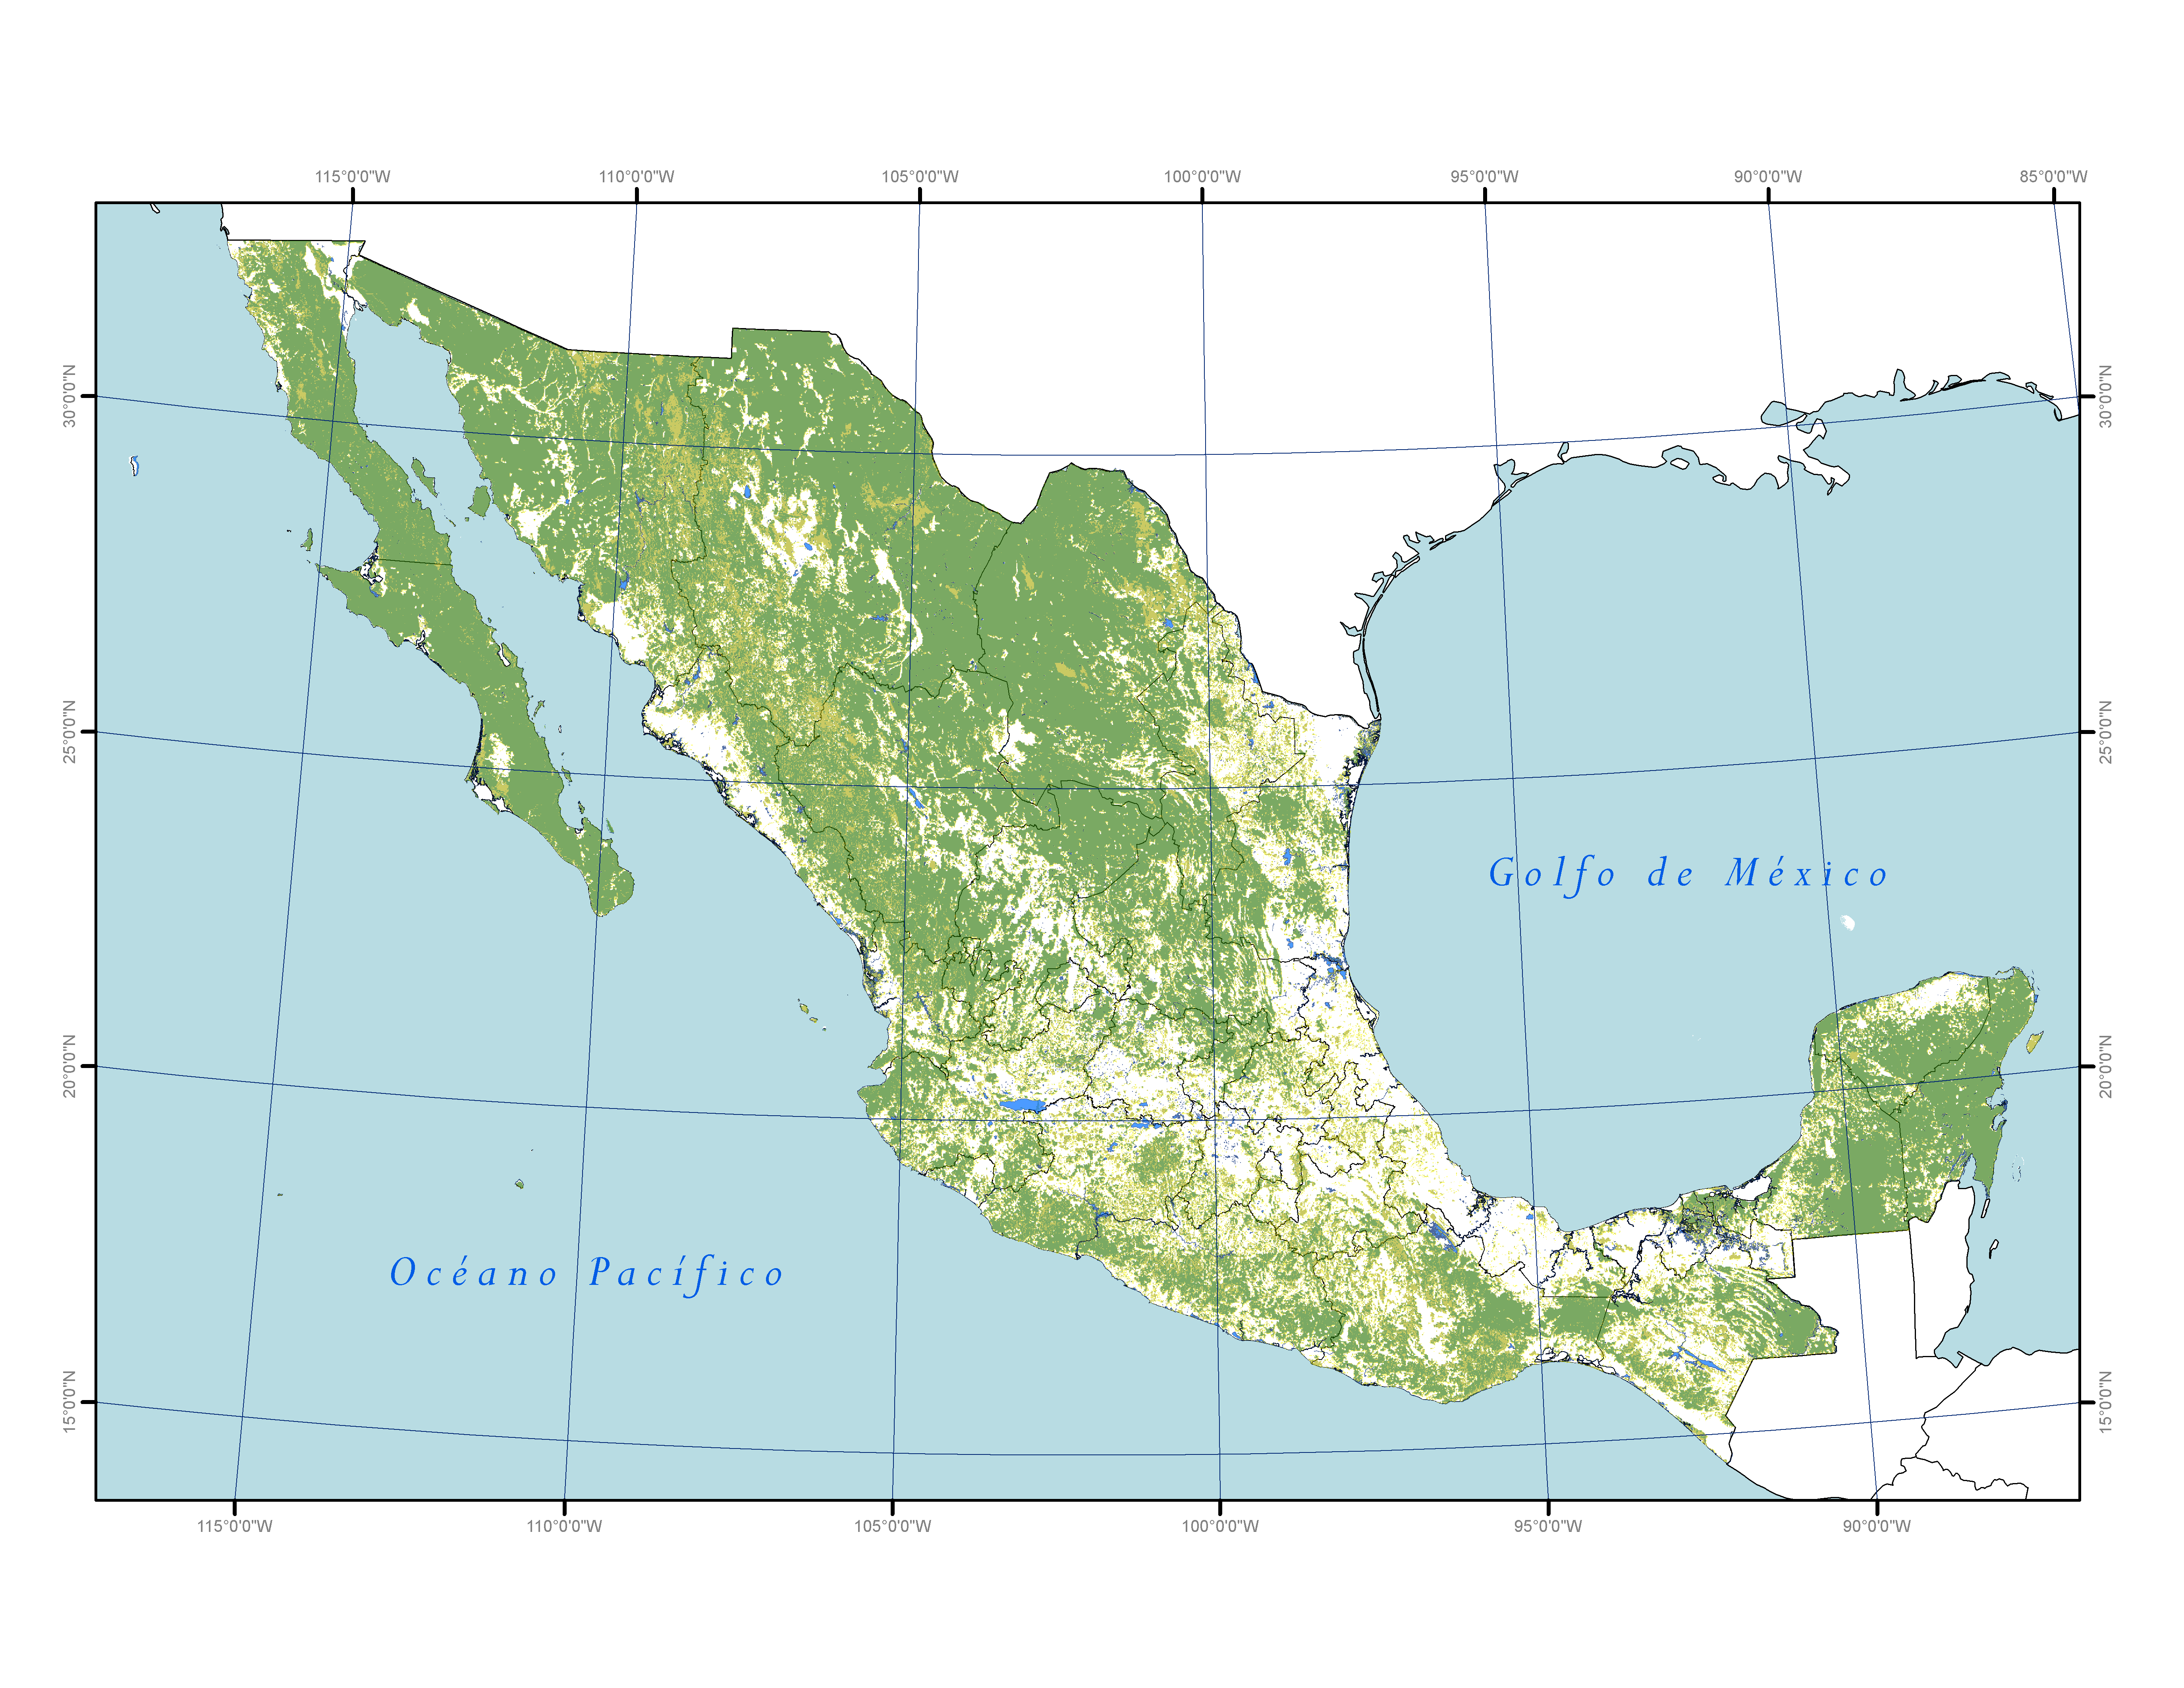 115°0'0"W 110°0'0"W 105°0'0"W 100°0'0"W 95°0'0"W 90°0'0"W 85°0'0"W
30°0'0"N 30°0'0"N
25°0'0"N 25°0'0"N
Golfo de México
20°0'0"N 20°0'0"N
Océano Pacífico
15°0'0"N 15°0'0"N
115°0'0"W 110°0'0"W 105°0'0"W 100°0'0"W 95°0'0"W 90°0'0"W